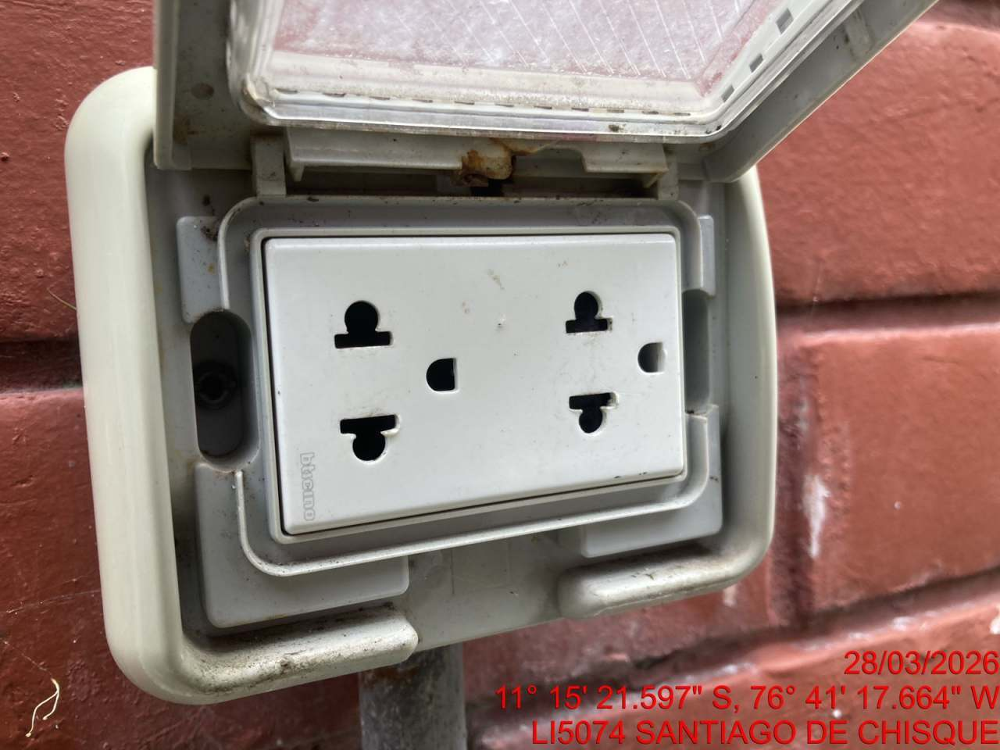 bticino
28/03/2026
11° 15' 21.597" S, 76° 41' 17.664" W
LI5074 SANTIAGO DE CHISQUE